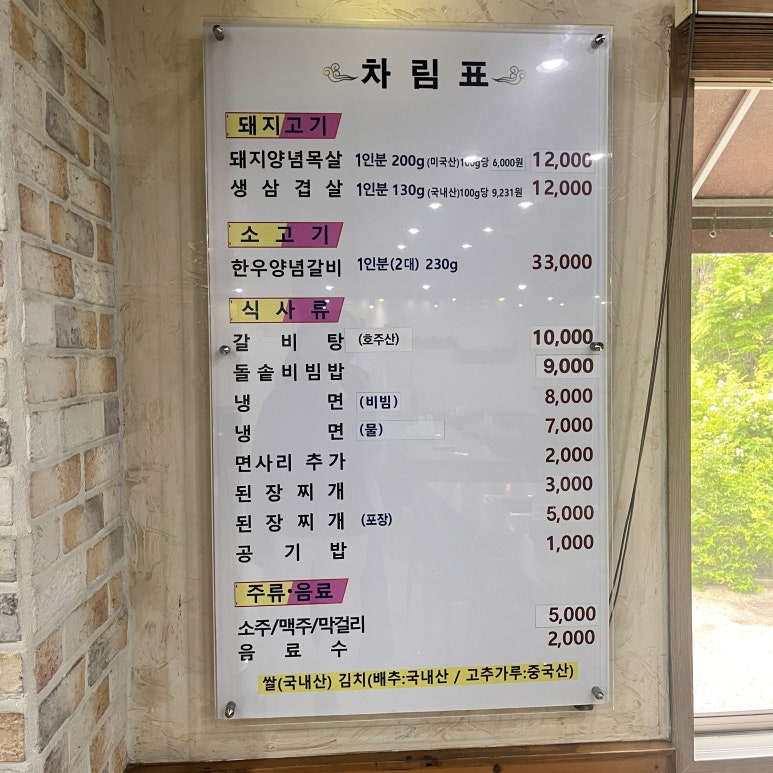 차림표
돼지고기
돼지양념목살 1인분 200g (미국산)100g당 6,000원 12,000
생삼겹살 1인분 130g (국내산)100g당 9,231원 12,000
소고기
한우양념갈비 1인분(2대) 230g 33,000
식사류
갈비탕 (호주산) 10,000
돌솥비빔밥 9,000
냉면 (비빔) 8,000
냉면 (물) 7,000
면사리 추가 2,000
된장찌개 3,000
된장찌개 (포장) 5,000
공기밥 1,000
주류·음료
소주/맥주/막걸리 5,000
음료수 2,000
쌀(국내산) 김치(배추:국내산 / 고추가루:중국산)